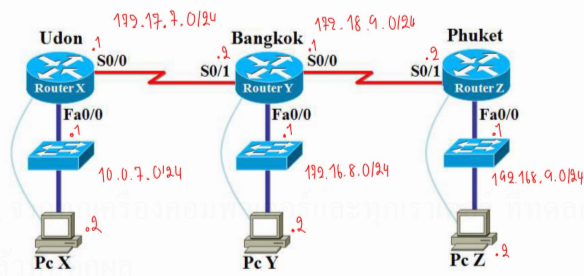 172.17.7.0/24
172.18.9.0/24
Udon
Bangkok
Phuket
.1
S0/0
.2
S0/1
.1
S0/0
.2
S0/1
Router X
Router Y
Router Z
Fa0/0
Fa0/0
Fa0/0
.1
.1
.1
10.0.7.0/24
172.16.8.0/24
192.168.9.0/24
.2
.2
.2
Pc X
Pc Y
Pc Z